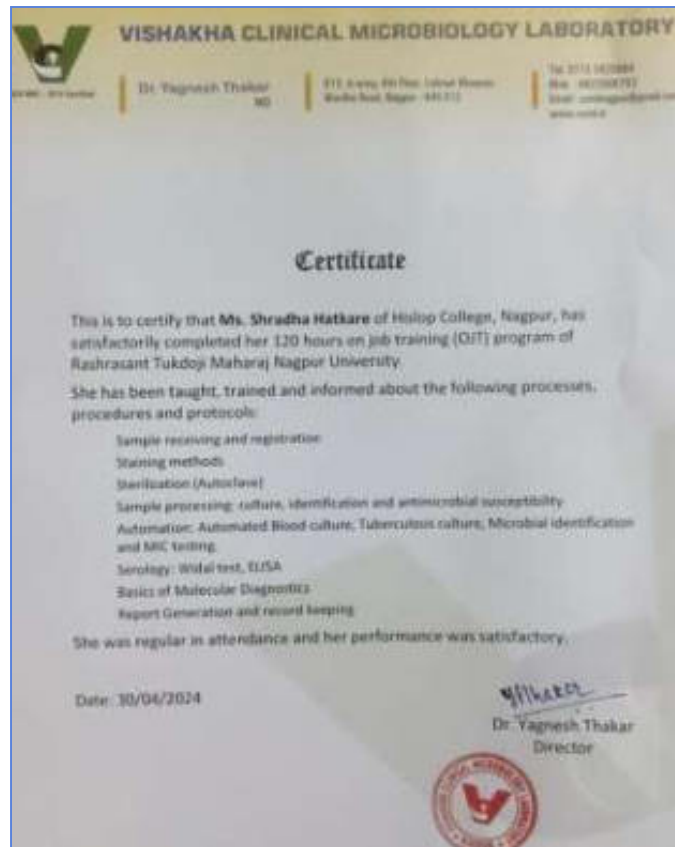 VISHAKHA CLINICAL MICROBIOLOGY LABORATORY
Dr. Yagnesh Thakar
MD
Certificate
This is to certify that Ms. Shradha Hatkare of Hislop College, Nagpur, has
satisfactorily completed her 120 hours on job training (OJT) program of
Rashrasant Tukdoji Maharaj Nagpur University.
She has been taught, trained and informed about the following processes,
procedures and protocols:
Sample receiving and registration
Staining methods
Sterilization (Autoclave)
Sample processing: culture, identification and antimicrobial susceptibility
Automation: Automated Blood culture, Tuberculous culture, Microbial identification
and MIC testing
Serology: Widal test, ELISA
Basics of Molecular Diagnostics
Report Generation and record keeping
She was regular in attendance and her performance was satisfactory.
Date: 30/04/2024
Dr. Yagnesh Thakar
Director